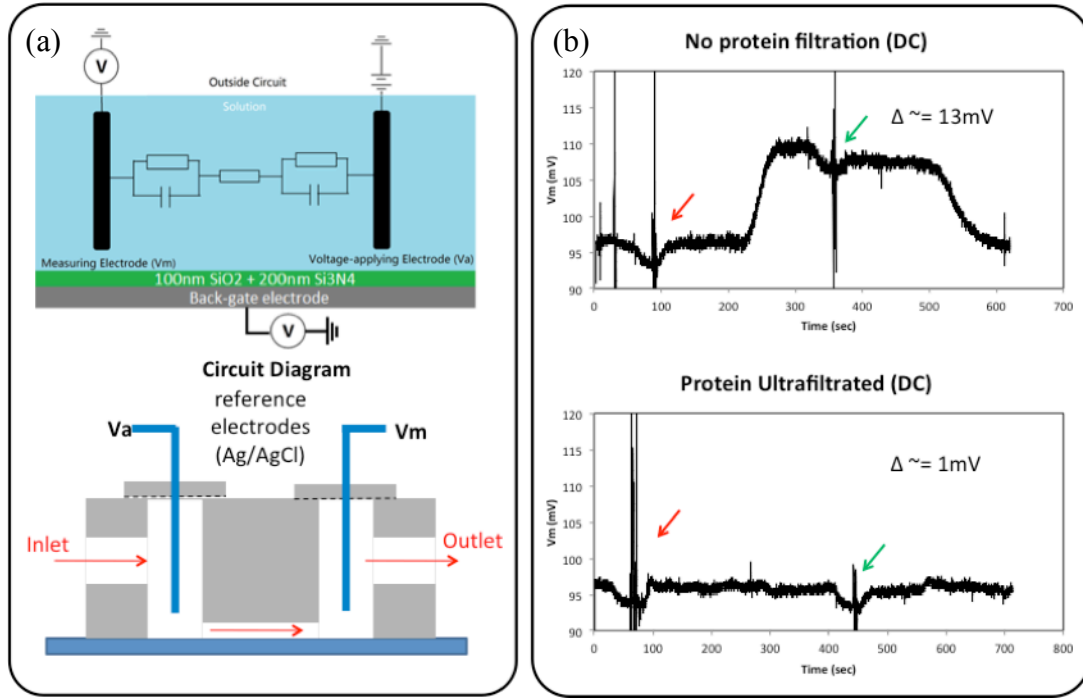 (a)
V
Outside Circuit
Solution
Measuring Electrode (Vm)
Voltage-applying Electrode (Va)
100nm SiO2 + 200nm Si3N4
Back-gate electrode
V
Circuit Diagram
reference
electrodes
(Ag/AgCl)
Va
Vm
Inlet
Outlet
(b)
No protein filtration (DC)
120
115
110
105
100
95
90
Vm (mV)
Δ ~= 13mV
0 100 200 300 400 500 600 700
Time (sec)
Protein Ultrafiltrated (DC)
120
115
110
105
100
95
90
Vm (mV)
Δ ~= 1mV
0 100 200 300 400 500 600 700 800
Time (sec)